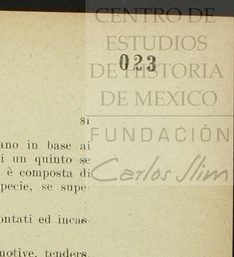 CENTRO DE
ESTUDIOS
023
DE HISTORIA
DE MEXICO
81
FUNDACIÓN
Carlos Slim
ano in base ai
i un quinto se
è composta di
pecie, se supe-
ontati ed incas-
motive, tenders